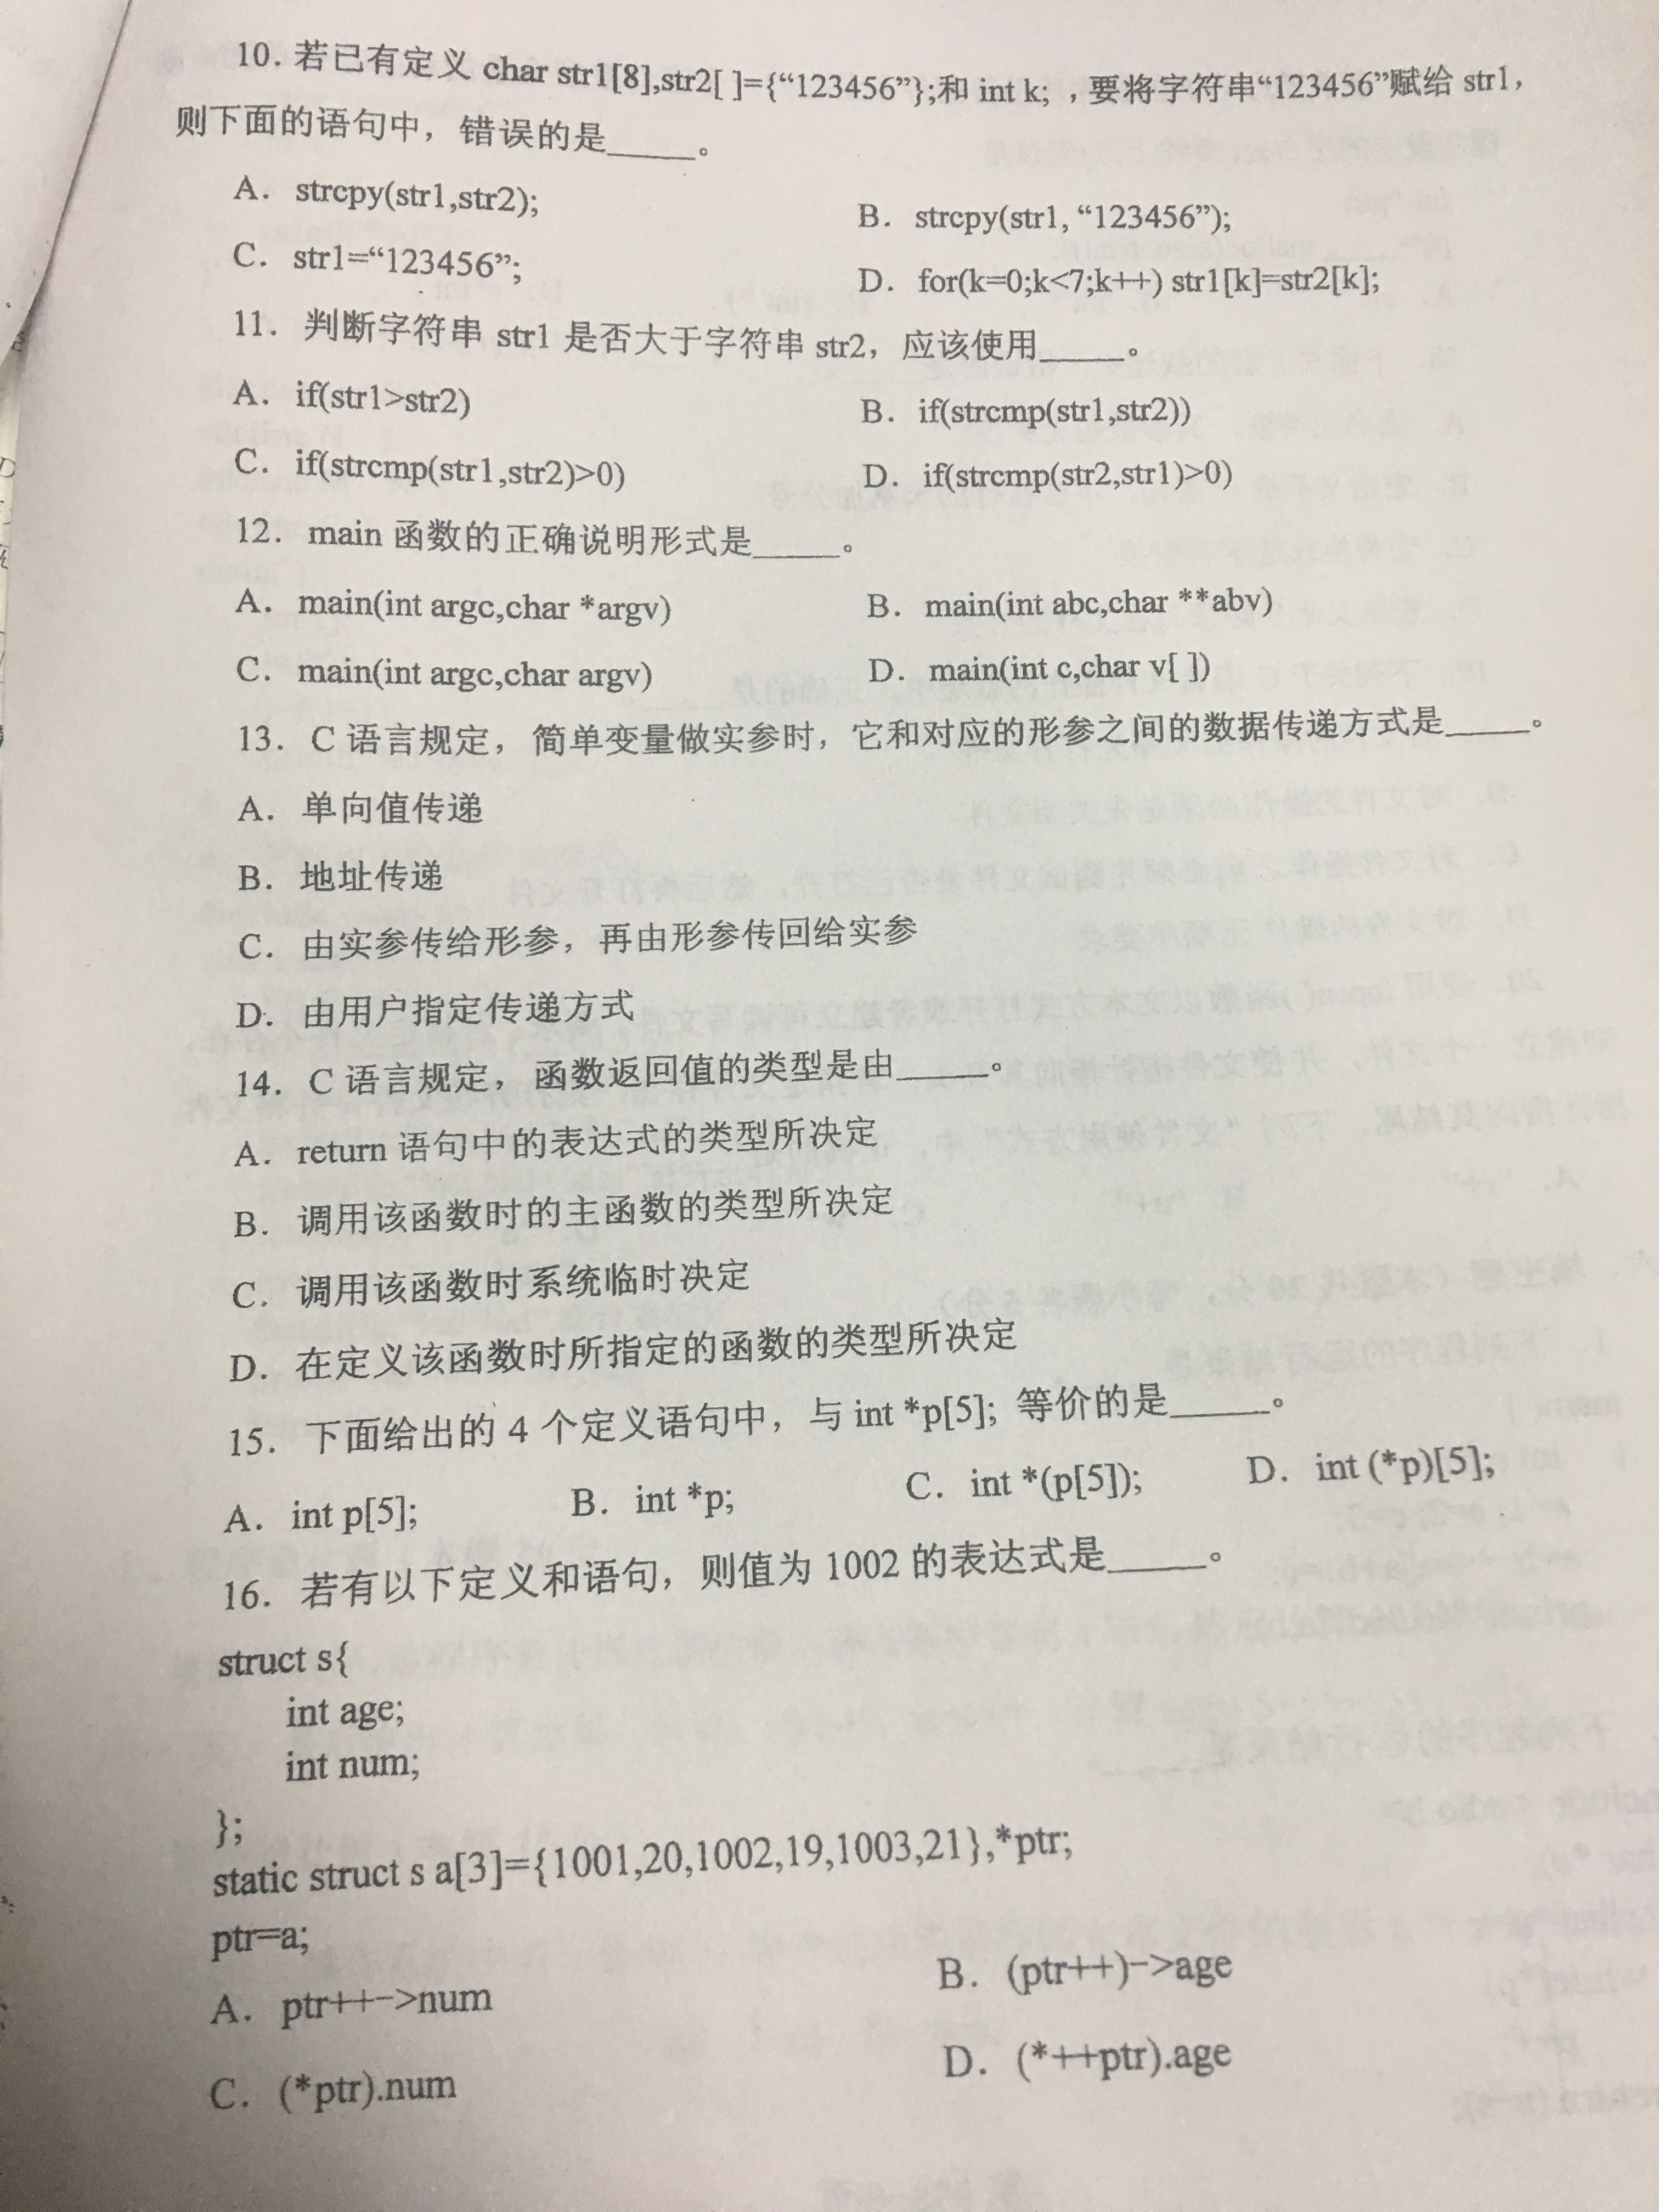 10. 若已有定义 char str1[8],str2[ ]={“123456”};和 int k; ，要将字符串“123456”赋给 str1，
则下面的语句中，错误的是_____。
A. strcpy(str1,str2);
B. strcpy(str1, “123456”);
C. str1=“123456”;
D. for(k=0;k<7;k++) str1[k]=str2[k];
11. 判断字符串 str1 是否大于字符串 str2，应该使用_____。
A. if(str1>str2)
B. if(strcmp(str1,str2))
C. if(strcmp(str1,str2)>0)
D. if(strcmp(str2,str1)>0)
12. main 函数的正确说明形式是_____。
A. main(int argc,char *argv)
B. main(int abc,char **abv)
C. main(int argc,char argv)
D. main(int c,char v[ ])
13. C 语言规定，简单变量做实参时，它和对应的形参之间的数据传递方式是_____。
A. 单向值传递
B. 地址传递
C. 由实参传给形参，再由形参传回给实参
D. 由用户指定传递方式
14. C 语言规定，函数返回值的类型是由_____。
A. return 语句中的表达式的类型所决定
B. 调用该函数时的主函数的类型所决定
C. 调用该函数时系统临时决定
D. 在定义该函数时所指定的函数的类型所决定
15. 下面给出的 4 个定义语句中，与 int *p[5]; 等价的是_____。
A. int p[5]; B. int *p; C. int *(p[5]); D. int (*p)[5];
16. 若有以下定义和语句，则值为 1002 的表达式是_____。
struct s{
int age;
int num;
};
static struct s a[3]={1001,20,1002,19,1003,21},*ptr;
ptr=a;
A. ptr++->num
B. (ptr++)->age
C. (*ptr).num
D. (*++ptr).age